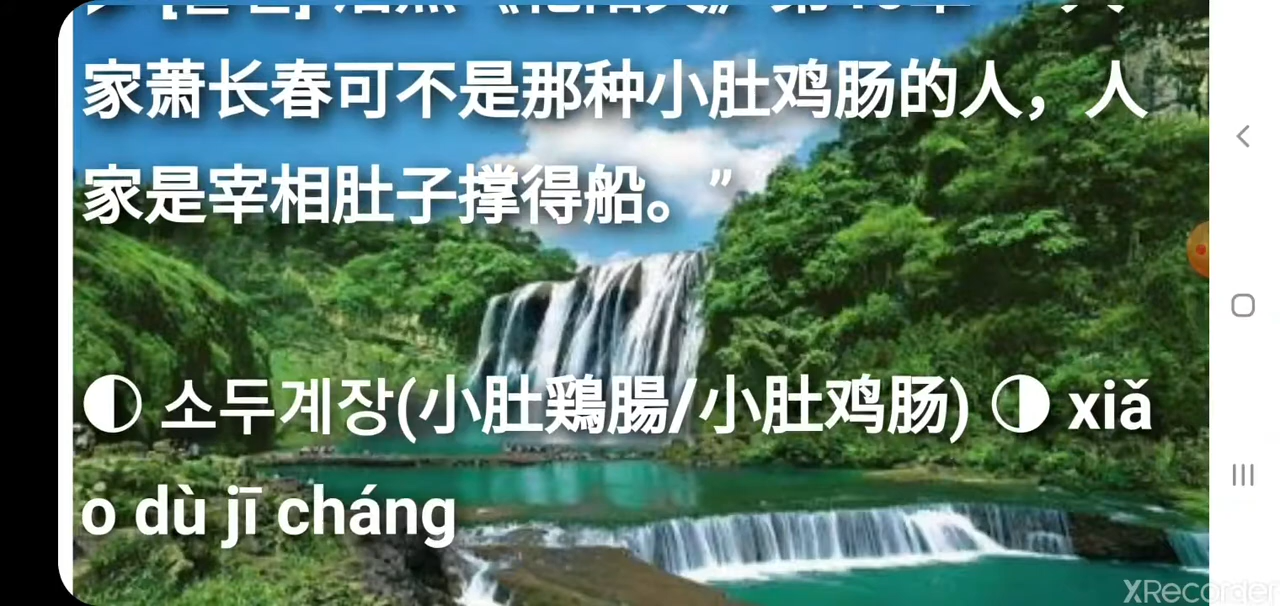 家萧长春可不是那种小肚鸡肠的人，人
家是宰相肚子撑得船。”
◐ 소두계장(小肚鶏腸/小肚鸡肠) ◑ xiǎ
o dù jī cháng
XRecorder